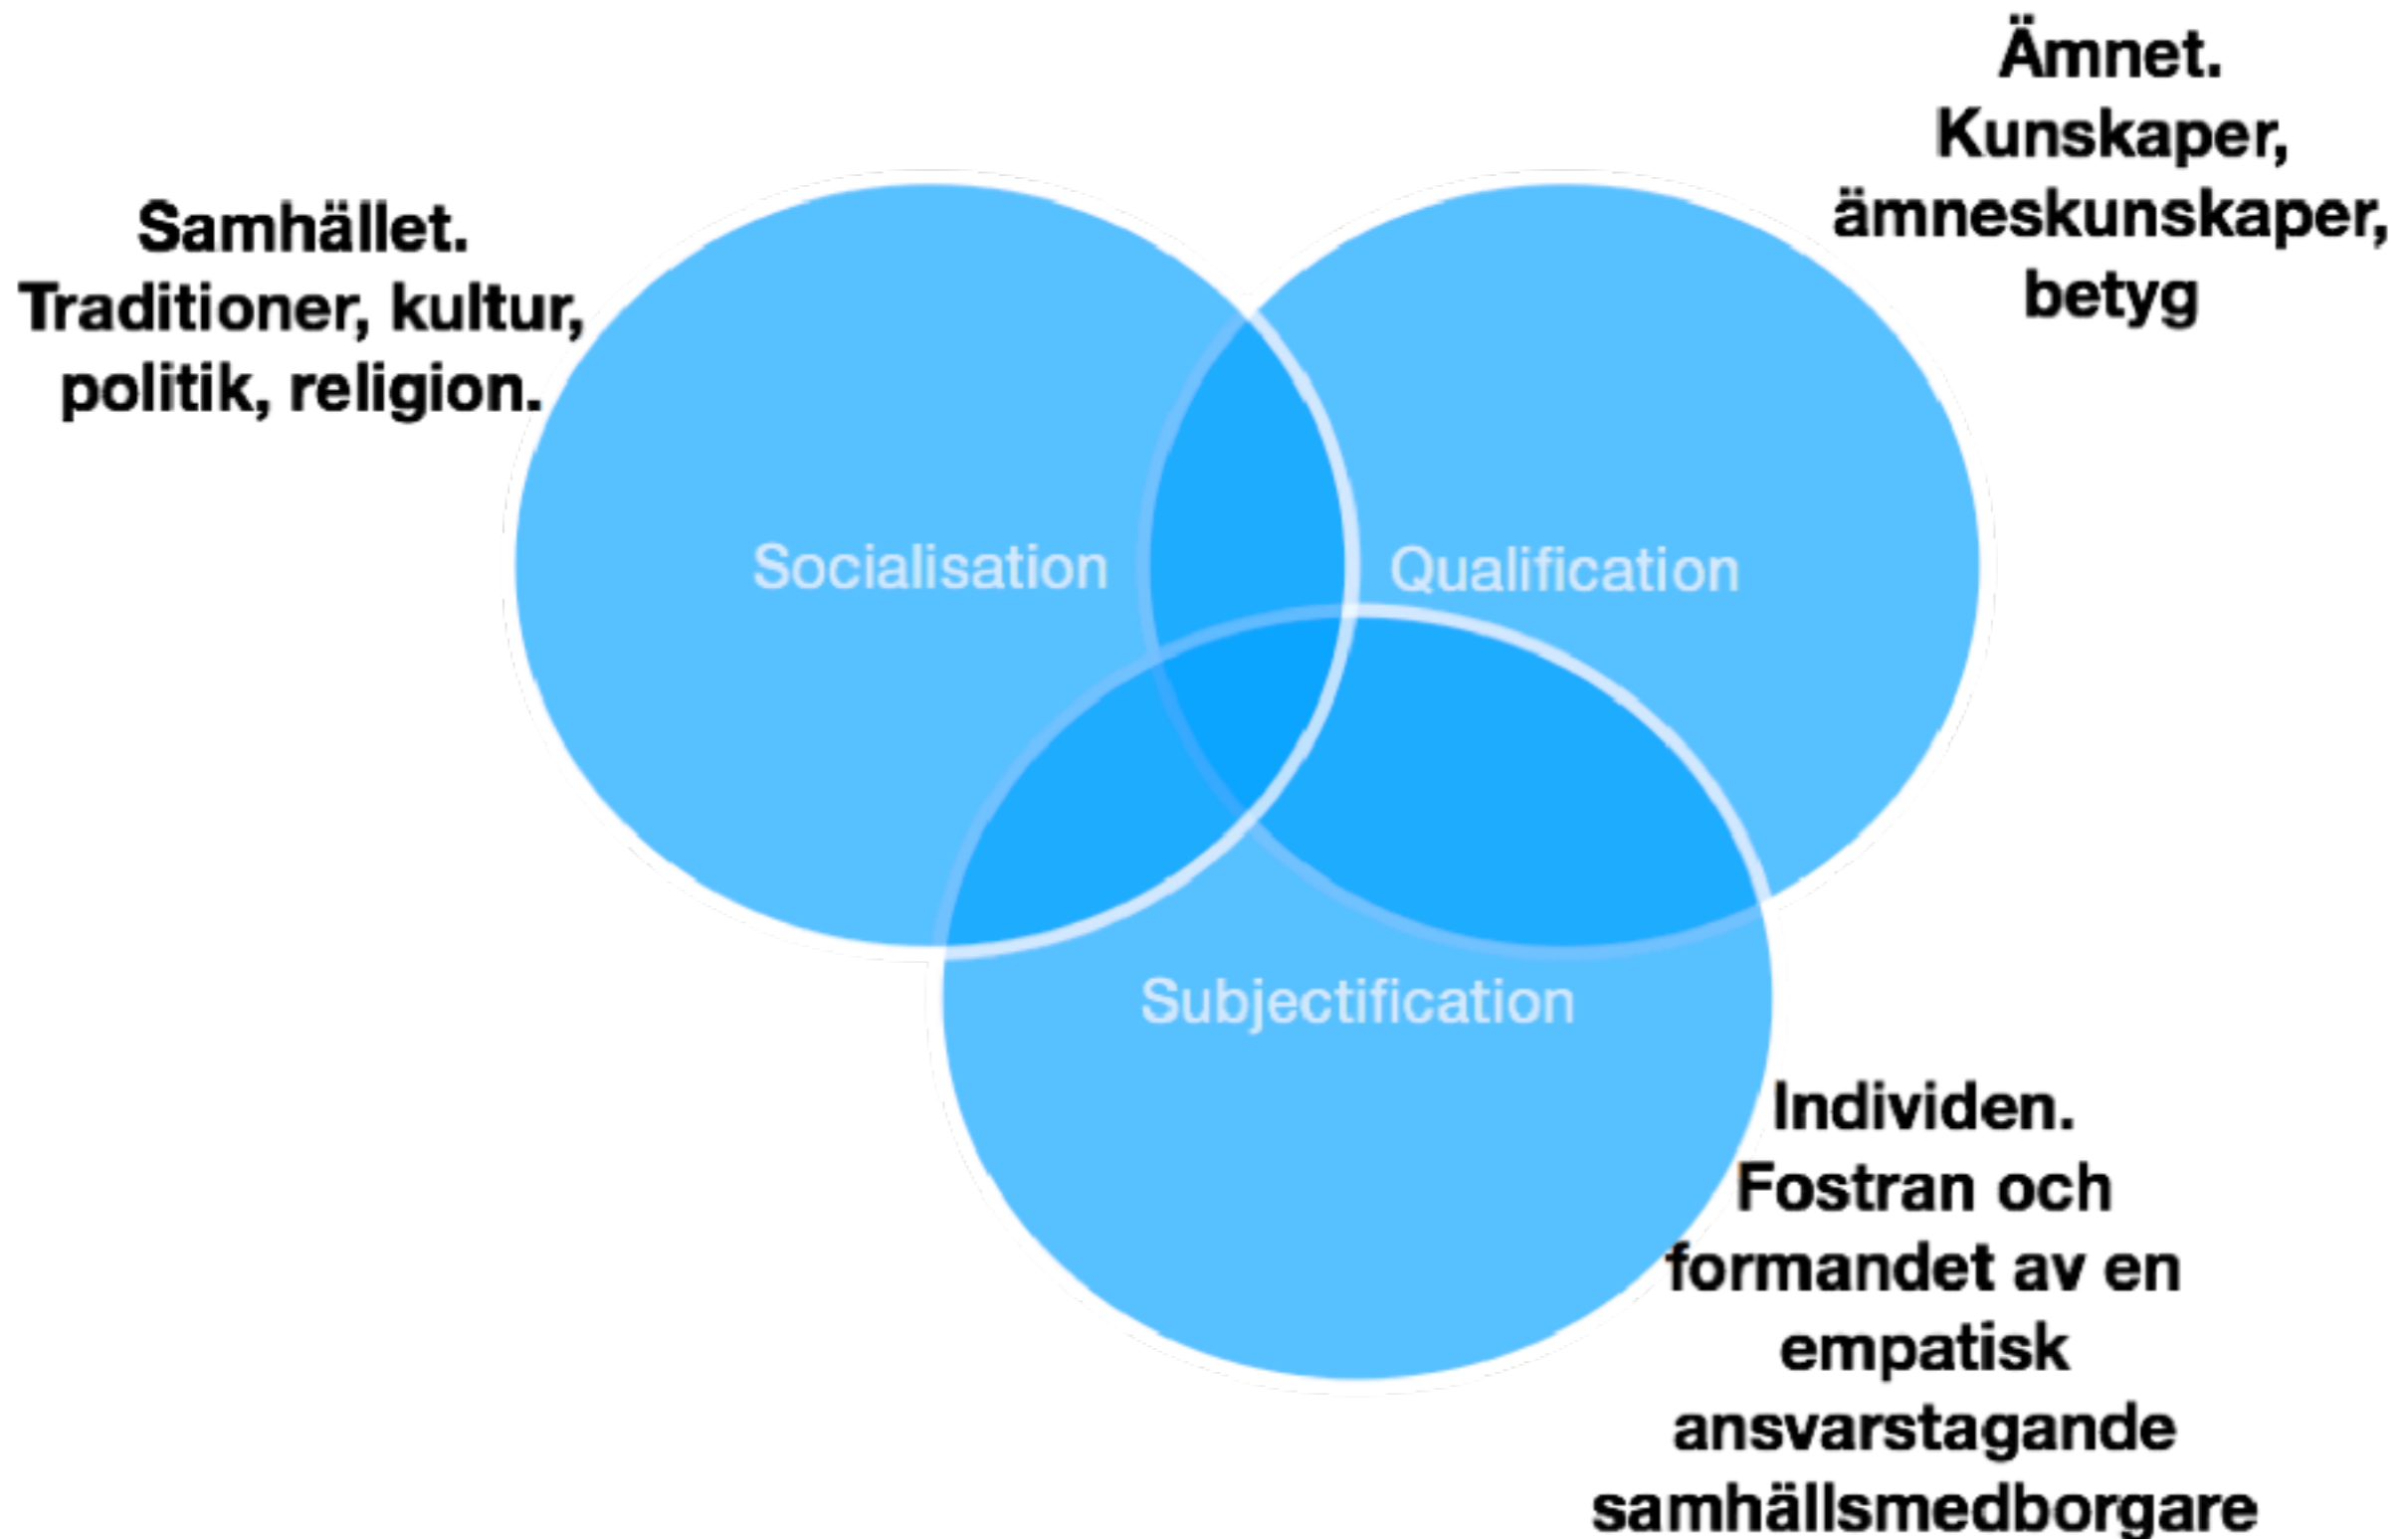 Ämnet.
Kunskaper,
ämneskunskaper,
betyg
Samhället.
Traditioner, kultur,
politik, religion.
Socialisation
Qualification
Subjectification
Individen.
Fostran och
formandet av en
empatisk
ansvarstagande
samhällsmedborgare